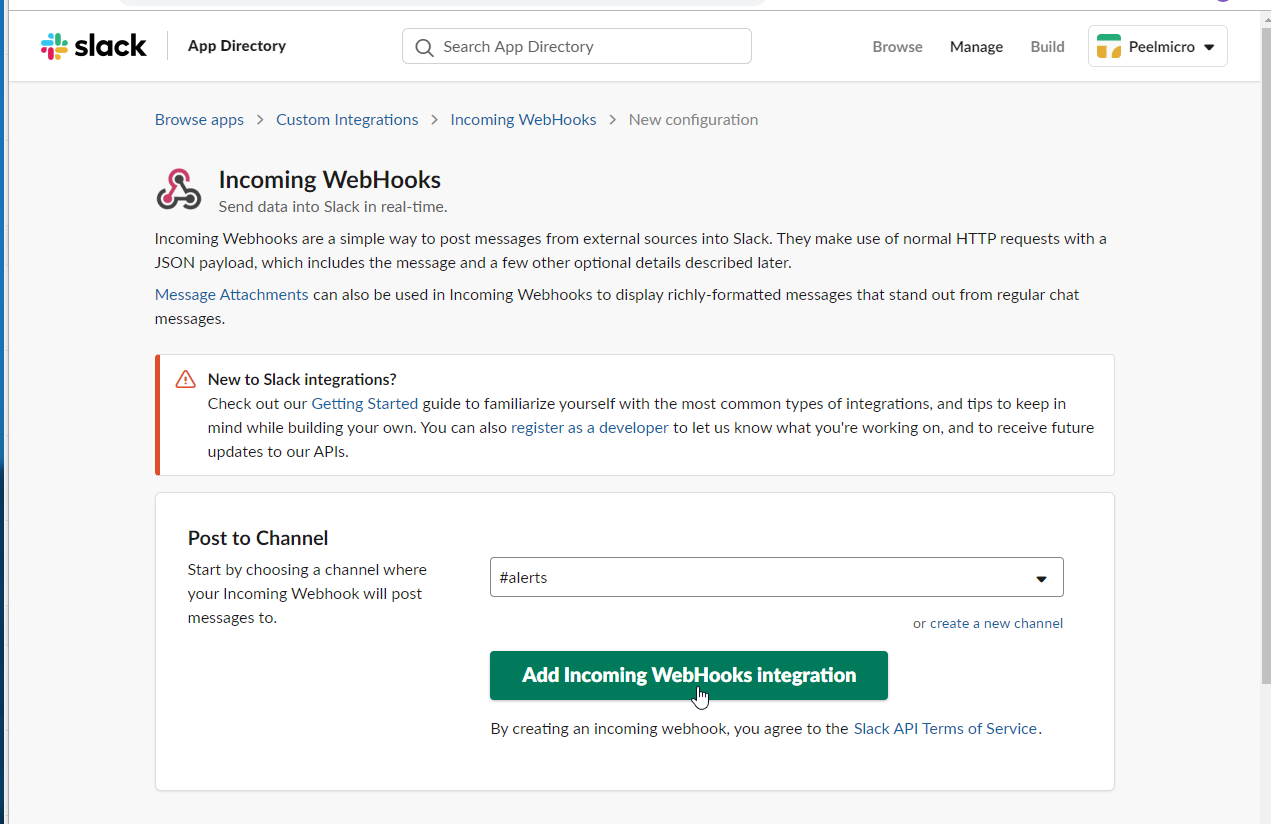 slack App Directory Search App Directory Browse Manage Build Peelmicro
Browse apps > Custom Integrations > Incoming WebHooks > New configuration
Incoming WebHooks
Send data into Slack in real-time.
Incoming Webhooks are a simple way to post messages from external sources into Slack. They make use of normal HTTP requests with a
JSON payload, which includes the message and a few other optional details described later.
Message Attachments can also be used in Incoming Webhooks to display richly-formatted messages that stand out from regular chat
messages.
New to Slack integrations?
Check out our Getting Started guide to familiarize yourself with the most common types of integrations, and tips to keep in
mind while building your own. You can also register as a developer to let us know what you're working on, and to receive future
updates to our APIs.
Post to Channel
Start by choosing a channel where
your Incoming Webhook will post
messages to.
#alerts
or create a new channel
Add Incoming WebHooks integration
By creating an incoming webhook, you agree to the Slack API Terms of Service.